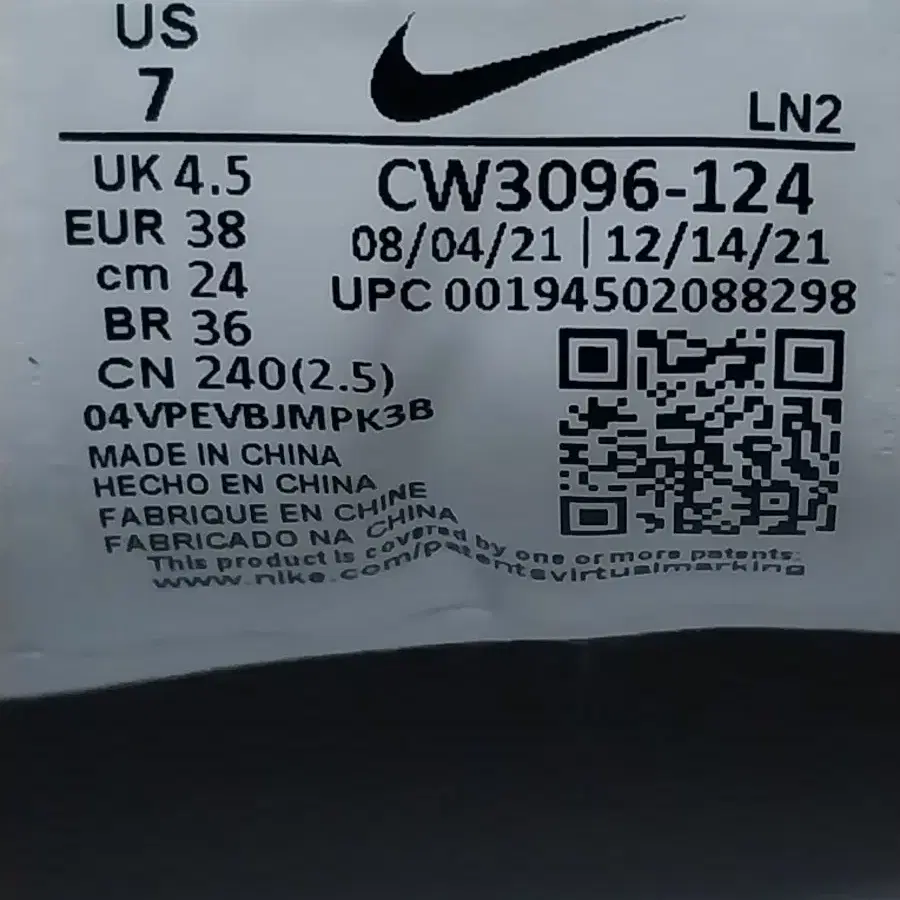 US
7
LN2
UK 4.5
EUR 38
cm 24
BR 36
CN 240(2.5)
CW3096-124
08/04/21 | 12/14/21
UPC 00194502088298
04VPEVBJMPK3B
MADE IN CHINA
HECHO EN CHINA
FABRIQUE EN CHINE
FABRICADO NA CHINA
This product is covered by one or more patents:
www.nike.com/patentsvirtualmarking